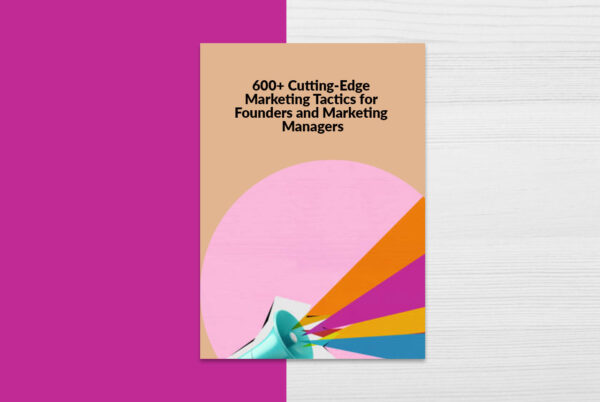 600+ Cutting-Edge
Marketing Tactics for
Founders and Marketing
Managers